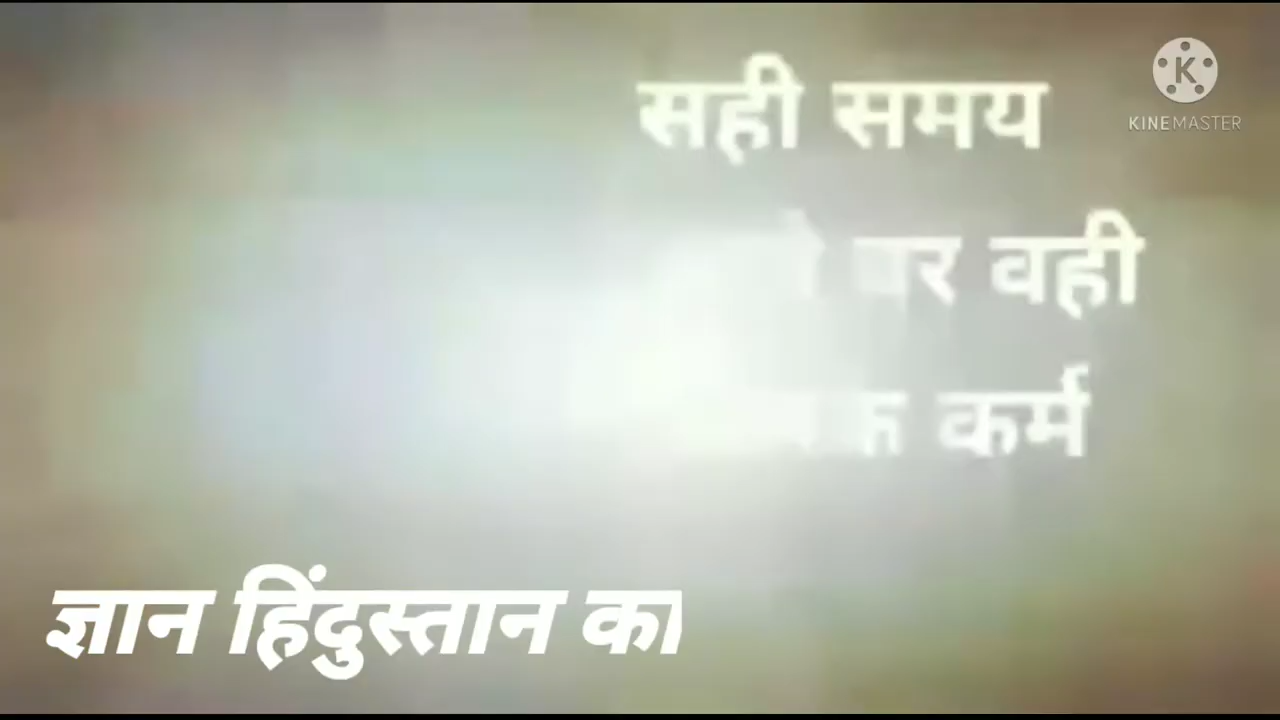 सही समय
पर वही
कर्म
ज्ञान हिंदुस्तान का
KINEMASTER